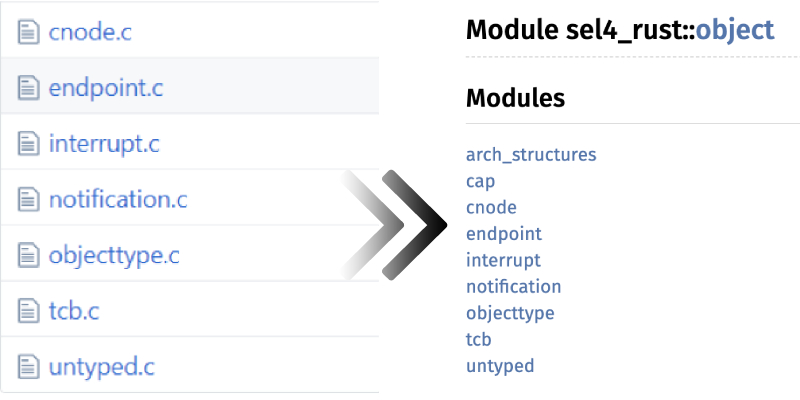 cnode.c
endpoint.c
interrupt.c
notification.c
objecttype.c
tcb.c
untyped.c
Module sel4_rust::object
Modules
arch_structures
cap
cnode
endpoint
interrupt
notification
objecttype
tcb
untyped